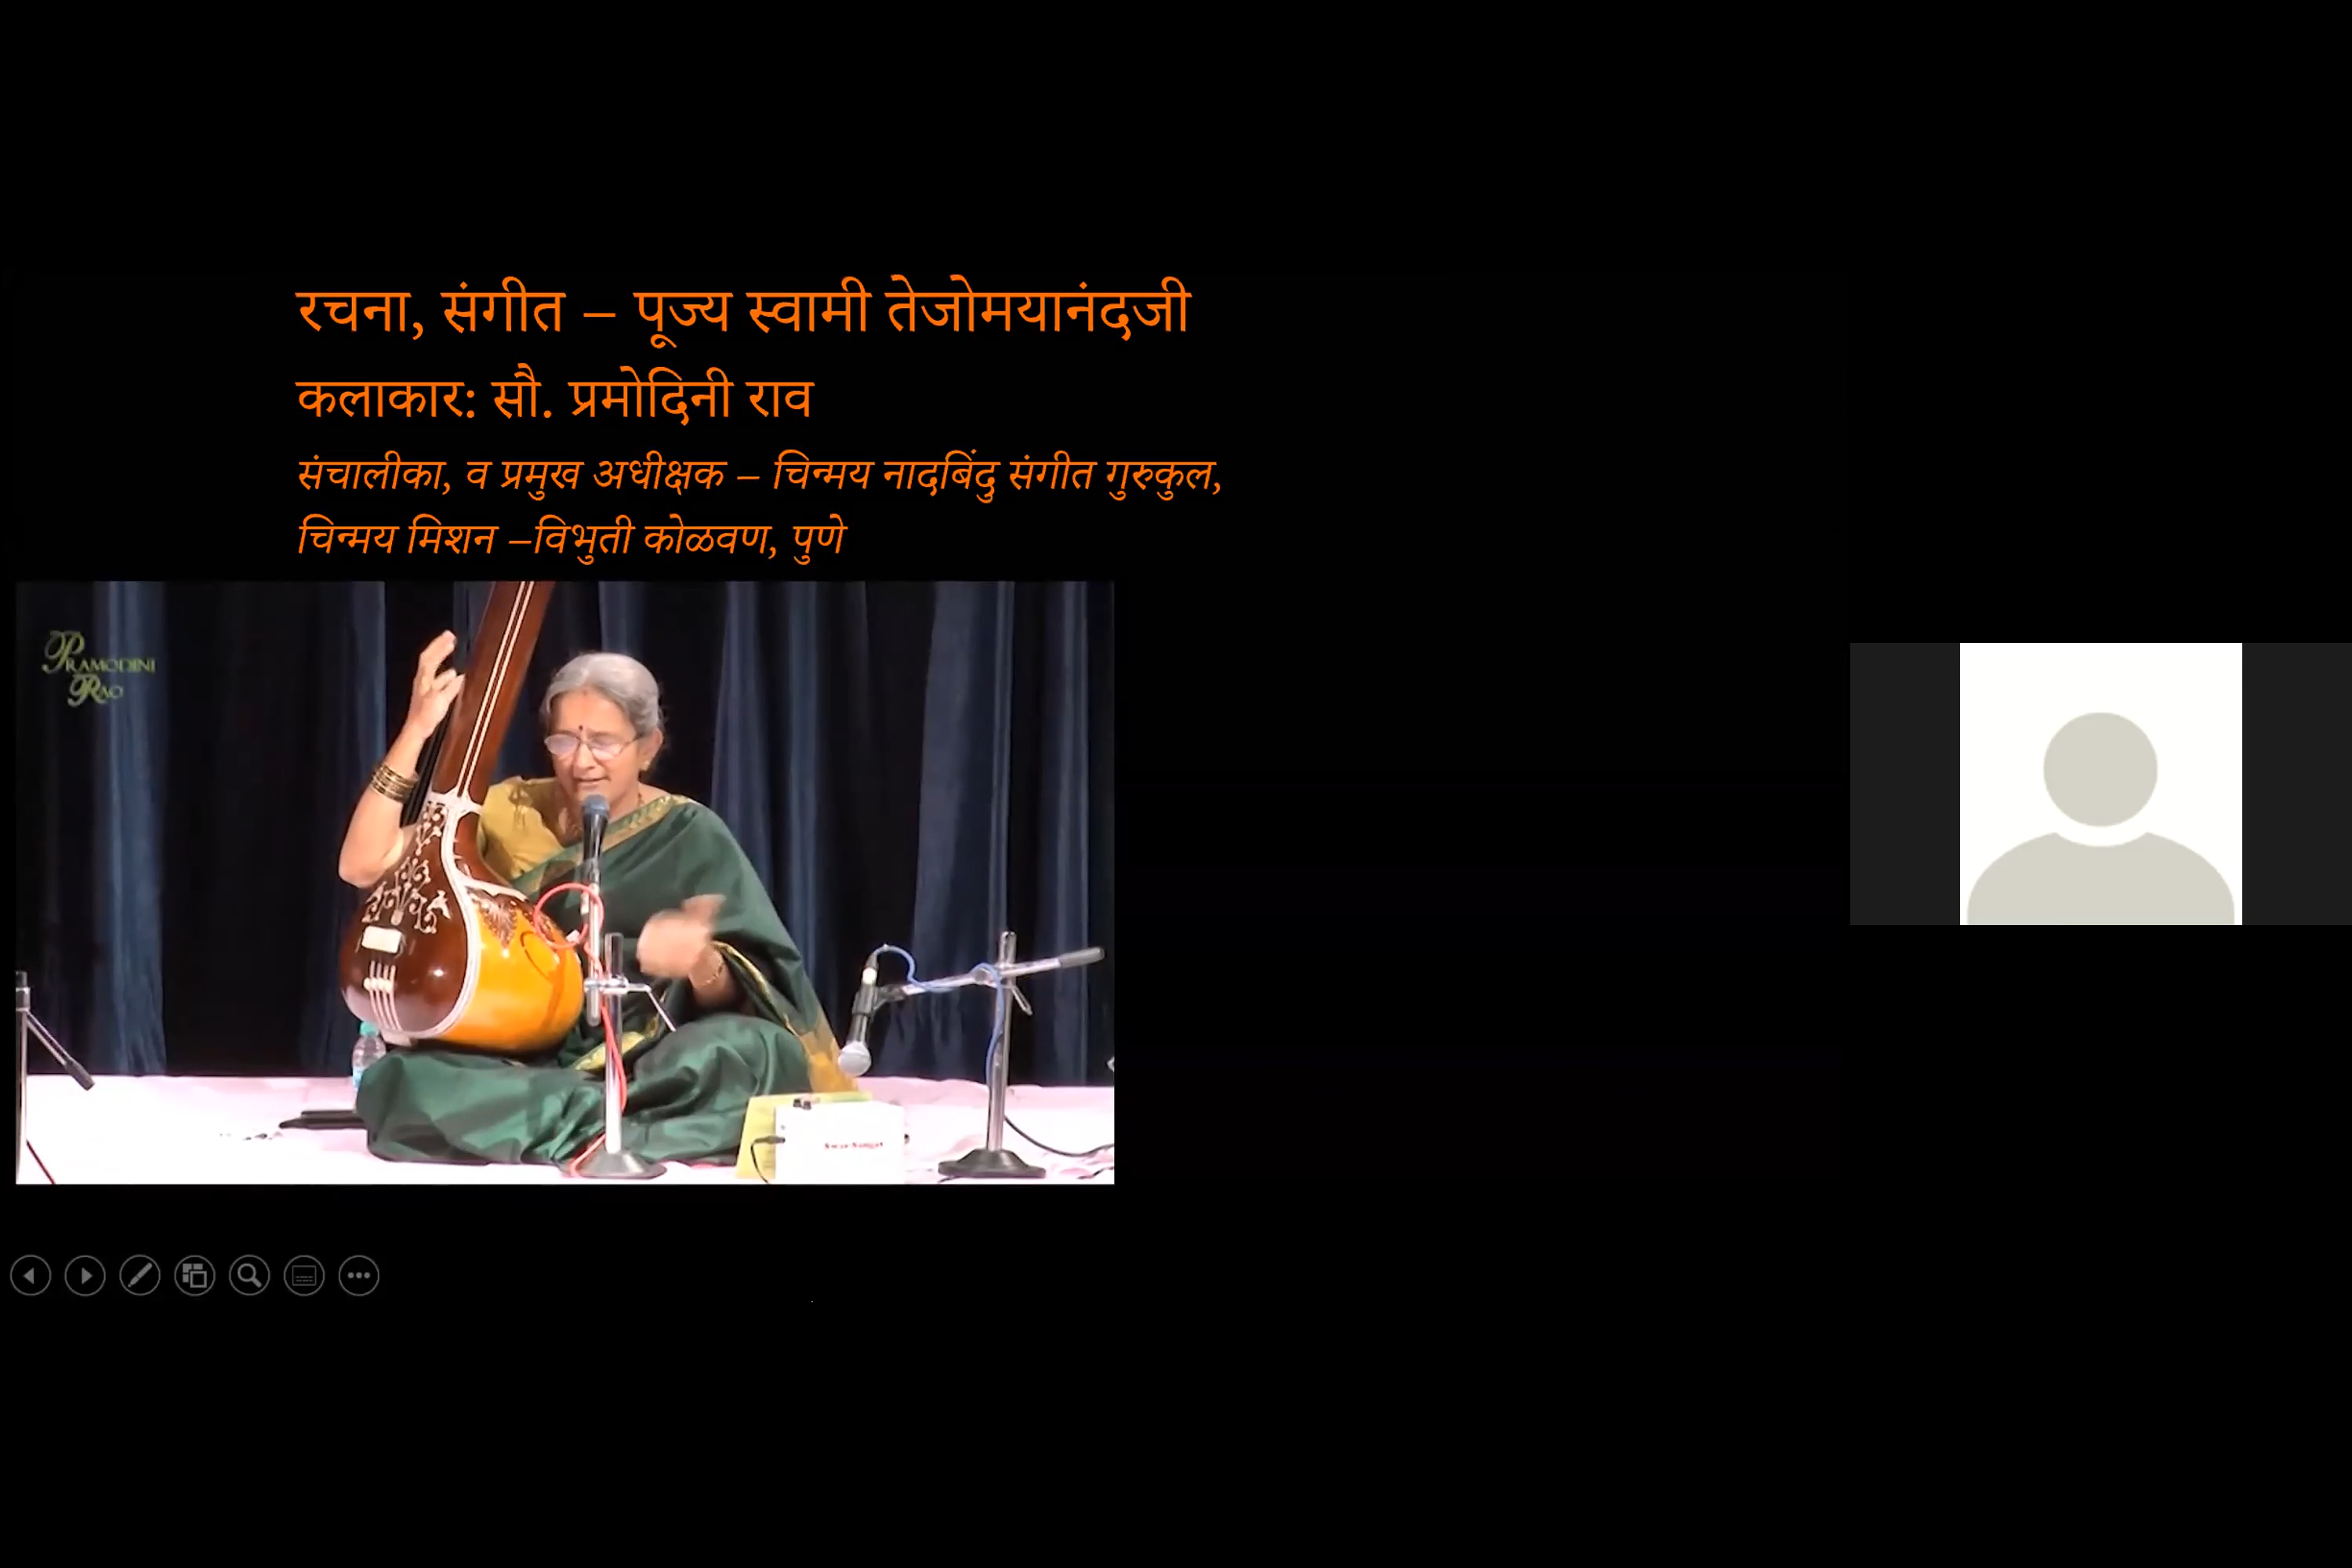 रचना, संगीत – पूज्य स्वामी तेजोमयानंदजी
कलाकार: सौ. प्रमोदिनी राव
संचालीका, व प्रमुख अधीक्षक – चिन्मय नादबिंदु संगीत गुरुकुल,
चिन्मय मिशन –विभुती कोळवण, पुणे
PRAMODINI
RAO